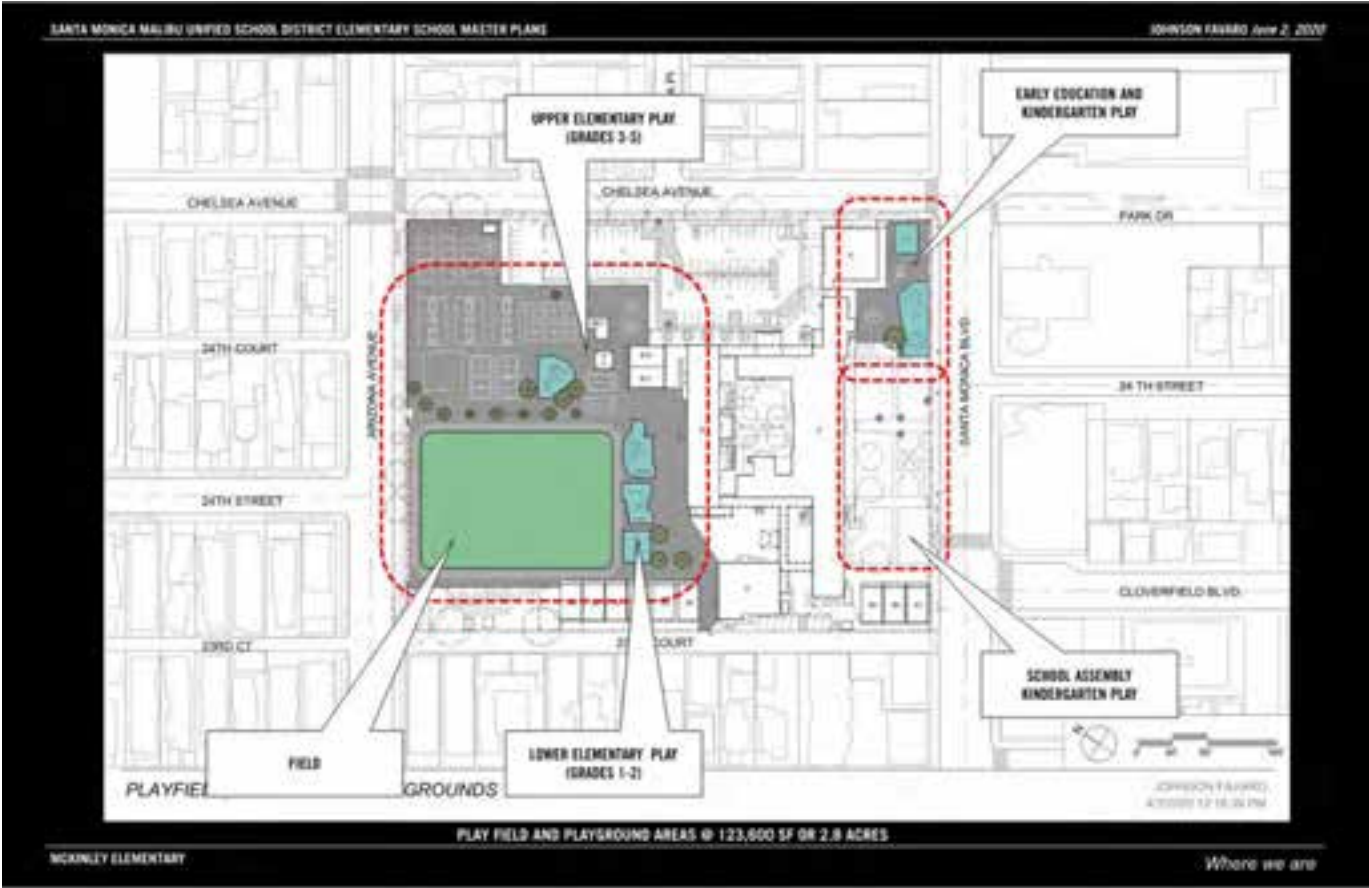 SANTA MONICA MALIBU UNIFIED SCHOOL DISTRICT ELEMENTARY SCHOOL MASTER PLANS
JOHNSON FAVARO June 2, 2020
UPPER ELEMENTARY PLAY
(GRADES 3-5)
EARLY EDUCATION AND
KINDERGARTEN PLAY
CHELSEA AVENUE
CHELSEA AVENUE
PARK DR
24TH COURT
ARIZONA AVENUE
SANTA MONICA BLVD.
24 TH STREET
24TH STREET
CLOVERFIELD BLVD.
23RD CT
COURT
SCHOOL ASSEMBLY
KINDERGARTEN PLAY
FIELD
LOWER ELEMENTARY PLAY
(GRADES 1-2)
N
PLAYFIE
GROUNDS
JOHNSON FAVARO
PLAY FIELD AND PLAYGROUND AREAS @ 123,600 SF OR 2.8 ACRES
MCKINLEY ELEMENTARY
Where we are